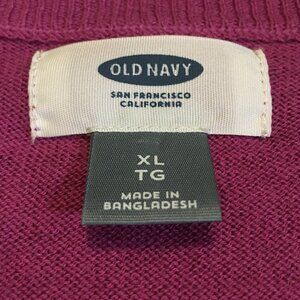 OLD NAVY
SAN FRANCISCO
CALIFORNIA
XL
TG
MADE IN
BANGLADESH